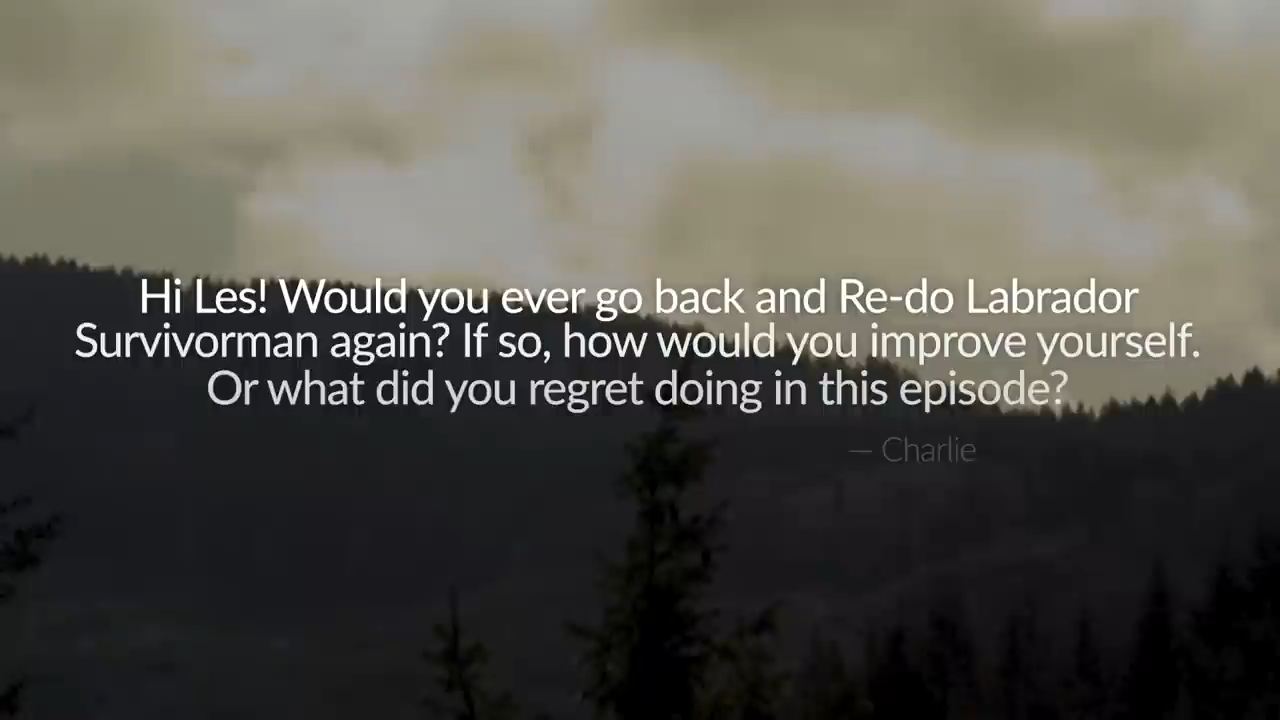 Hi Les! Would you ever go back and Re-do Labrador
Survivorman again? If so, how would you improve yourself.
Or what did you regret doing in this episode?
— Charlie